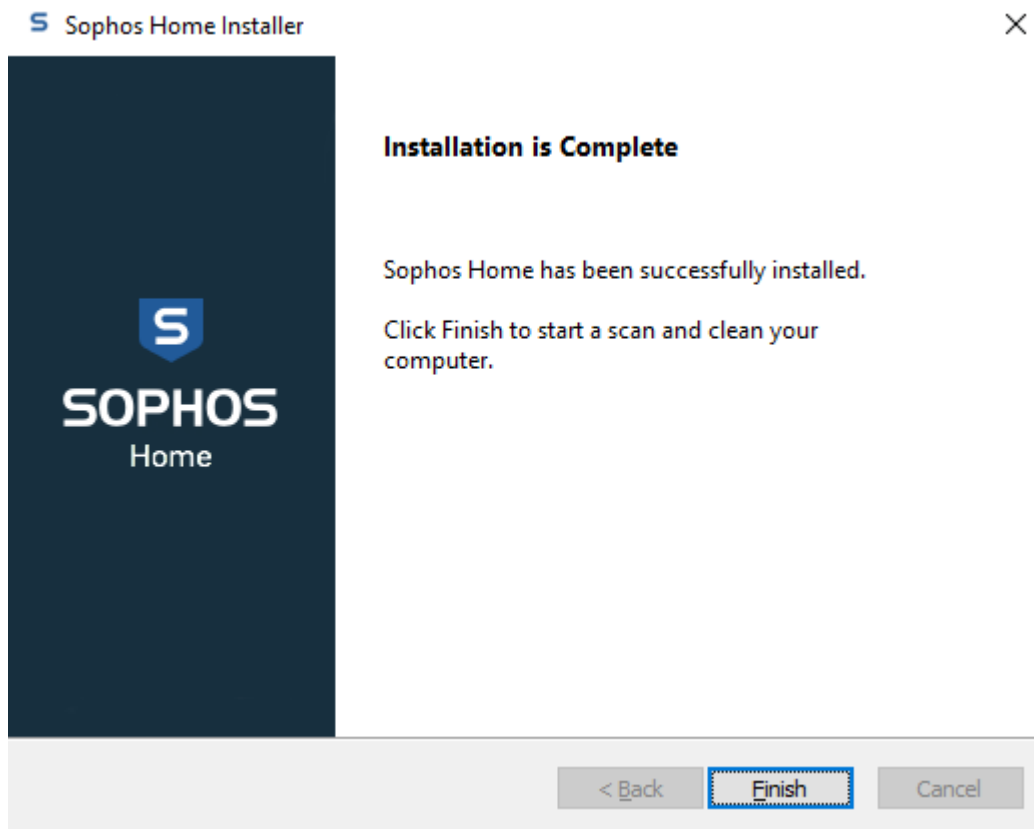 Sophos Home Installer
Installation is Complete
Sophos Home has been successfully installed.
Click Finish to start a scan and clean your
computer.
S
SOPHOS
Home
< Back
Finish
Cancel